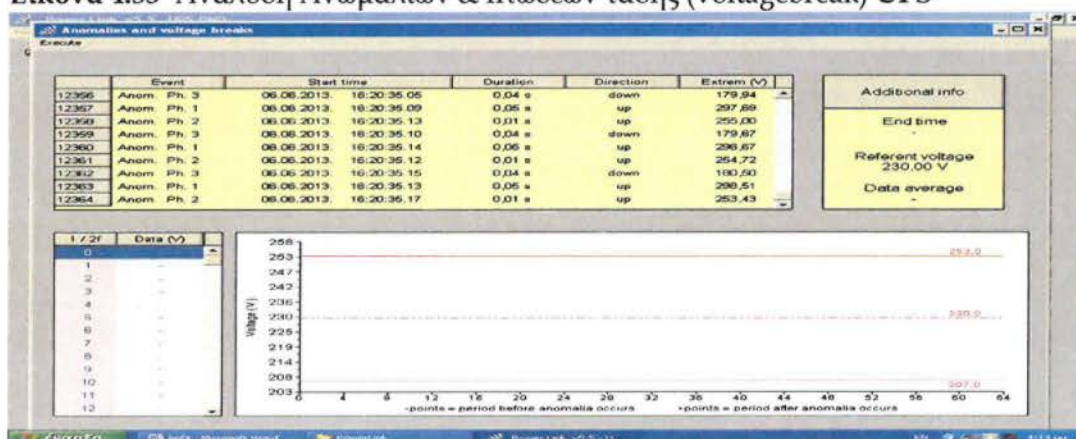 Εικόνα 4.33 Ανάλυση Ανωμαλιών & πτώσεων τάσης (voltagebreak) UPS
Anomalies and voltage breaks
Execute
Event Start time Duration Direction Extrem (V)
12356 Anom. Ph. 3 06.06.2013. 16:20:35.05 0,04 s down 179,94
12357 Anom. Ph. 1 06.06.2013. 16:20:35.09 0,05 s up 297,69
12358 Anom. Ph. 2 06.06.2013. 16:20:35.13 0,01 s up 255,00
12359 Anom. Ph. 3 06.06.2013. 16:20:35.10 0,04 s down 179,67
12360 Anom. Ph. 1 06.06.2013. 16:20:35.14 0,05 s up 298,67
12361 Anom. Ph. 2 06.06.2013. 16:20:35.12 0,01 s up 254,72
12362 Anom. Ph. 3 06.06.2013. 16:20:35.15 0,04 s down 180,50
12363 Anom. Ph. 1 06.06.2013. 16:20:35.13 0,05 s up 298,51
12364 Anom. Ph. 2 06.06.2013. 16:20:35.17 0,01 s up 253,43
Additional info
End time
-
Referent voltage
230,00 V
Data average
-
1 / 2f Data (V)
0
1 -
2 -
3 -
4 -
5 -
6 -
7 -
8 -
9 -
10 -
11 -
12 -
Voltage (V)
258
253
247
242
236
230
225
219
214
208
203
253.0
230.0
207.0
0 4 8 12 16 20 24 28 32 36 40 44 48 52 56 60 64
-points = period before anomalia occurs +points = period after anomalia occurs
έναρξη